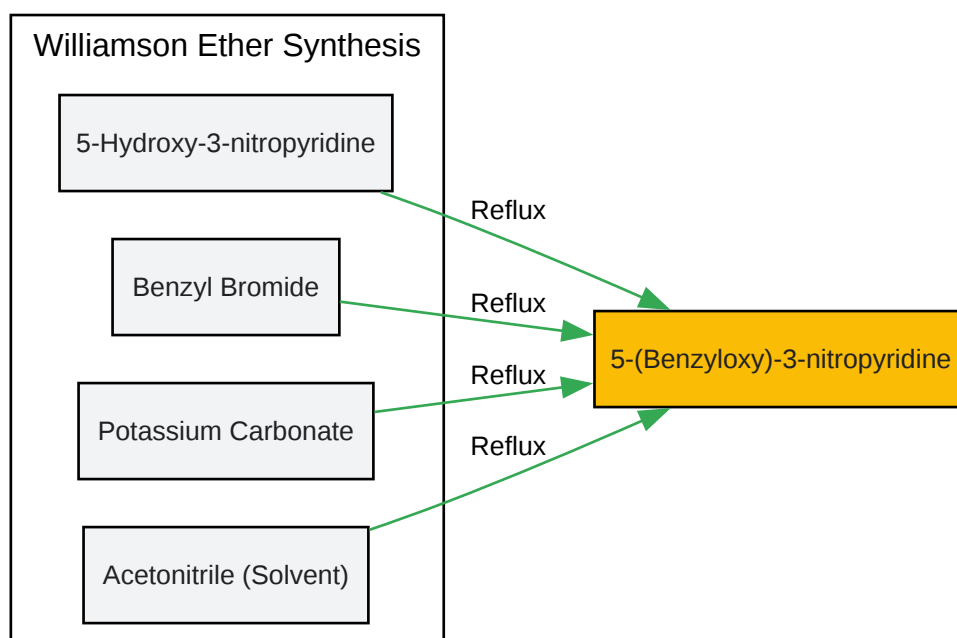 Williamson Ether Synthesis
5-Hydroxy-3-nitropyridine
Reflux
Benzyl Bromide
Reflux
5-(Benzyloxy)-3-nitropyridine
Reflux
Potassium Carbonate
Reflux
Acetonitrile (Solvent)